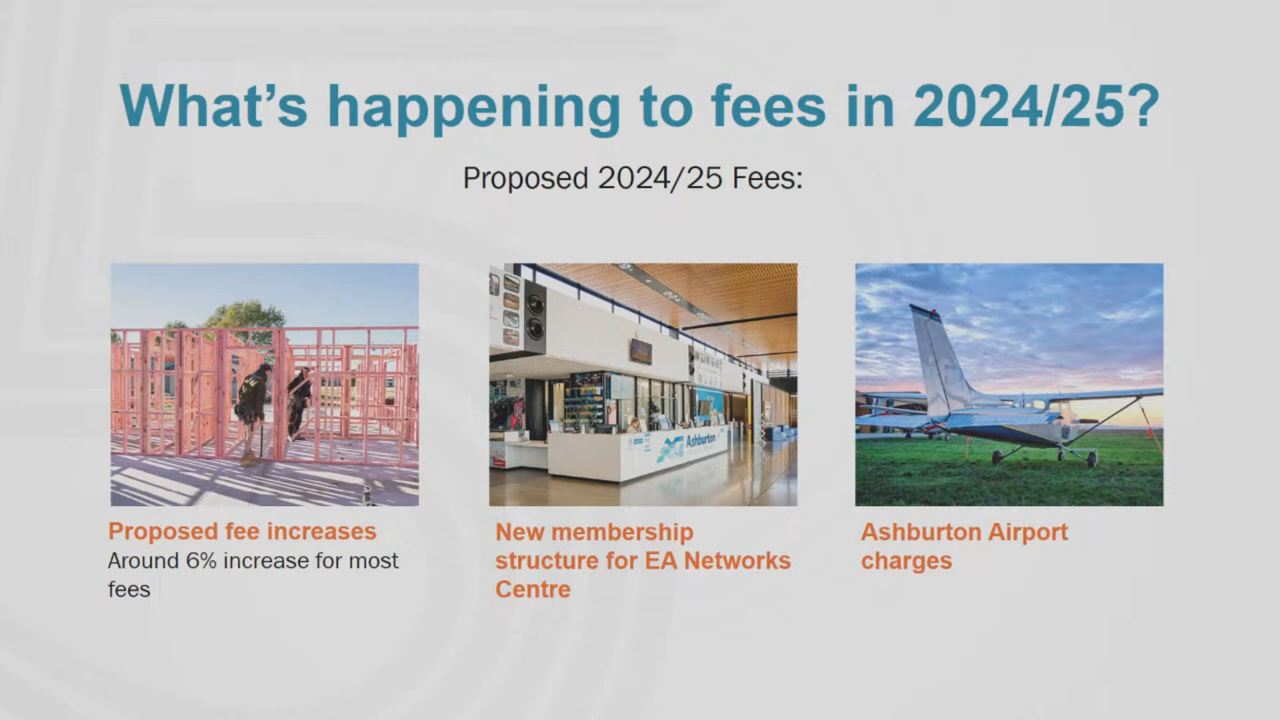 What's happening to fees in 2024/25?
Proposed 2024/25 Fees:
Ashburton
Proposed fee increases
Around 6% increase for most
fees
New membership
structure for EA Networks
Centre
Ashburton Airport
charges